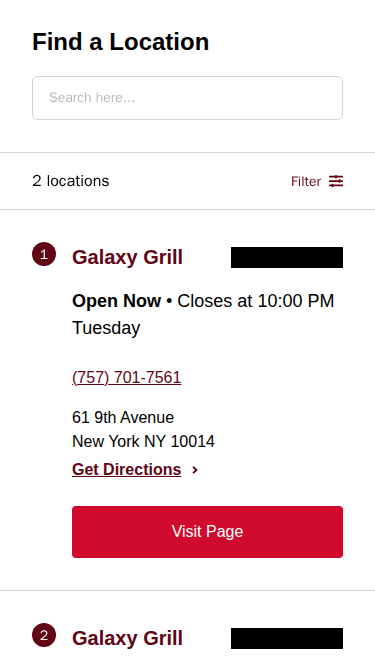 Find a Location
Search here...
2 locations
Filter
1
Galaxy Grill
Open Now • Closes at 10:00 PM
Tuesday
(757) 701-7561
61 9th Avenue
New York NY 10014
Get Directions
Visit Page
2
Galaxy Grill